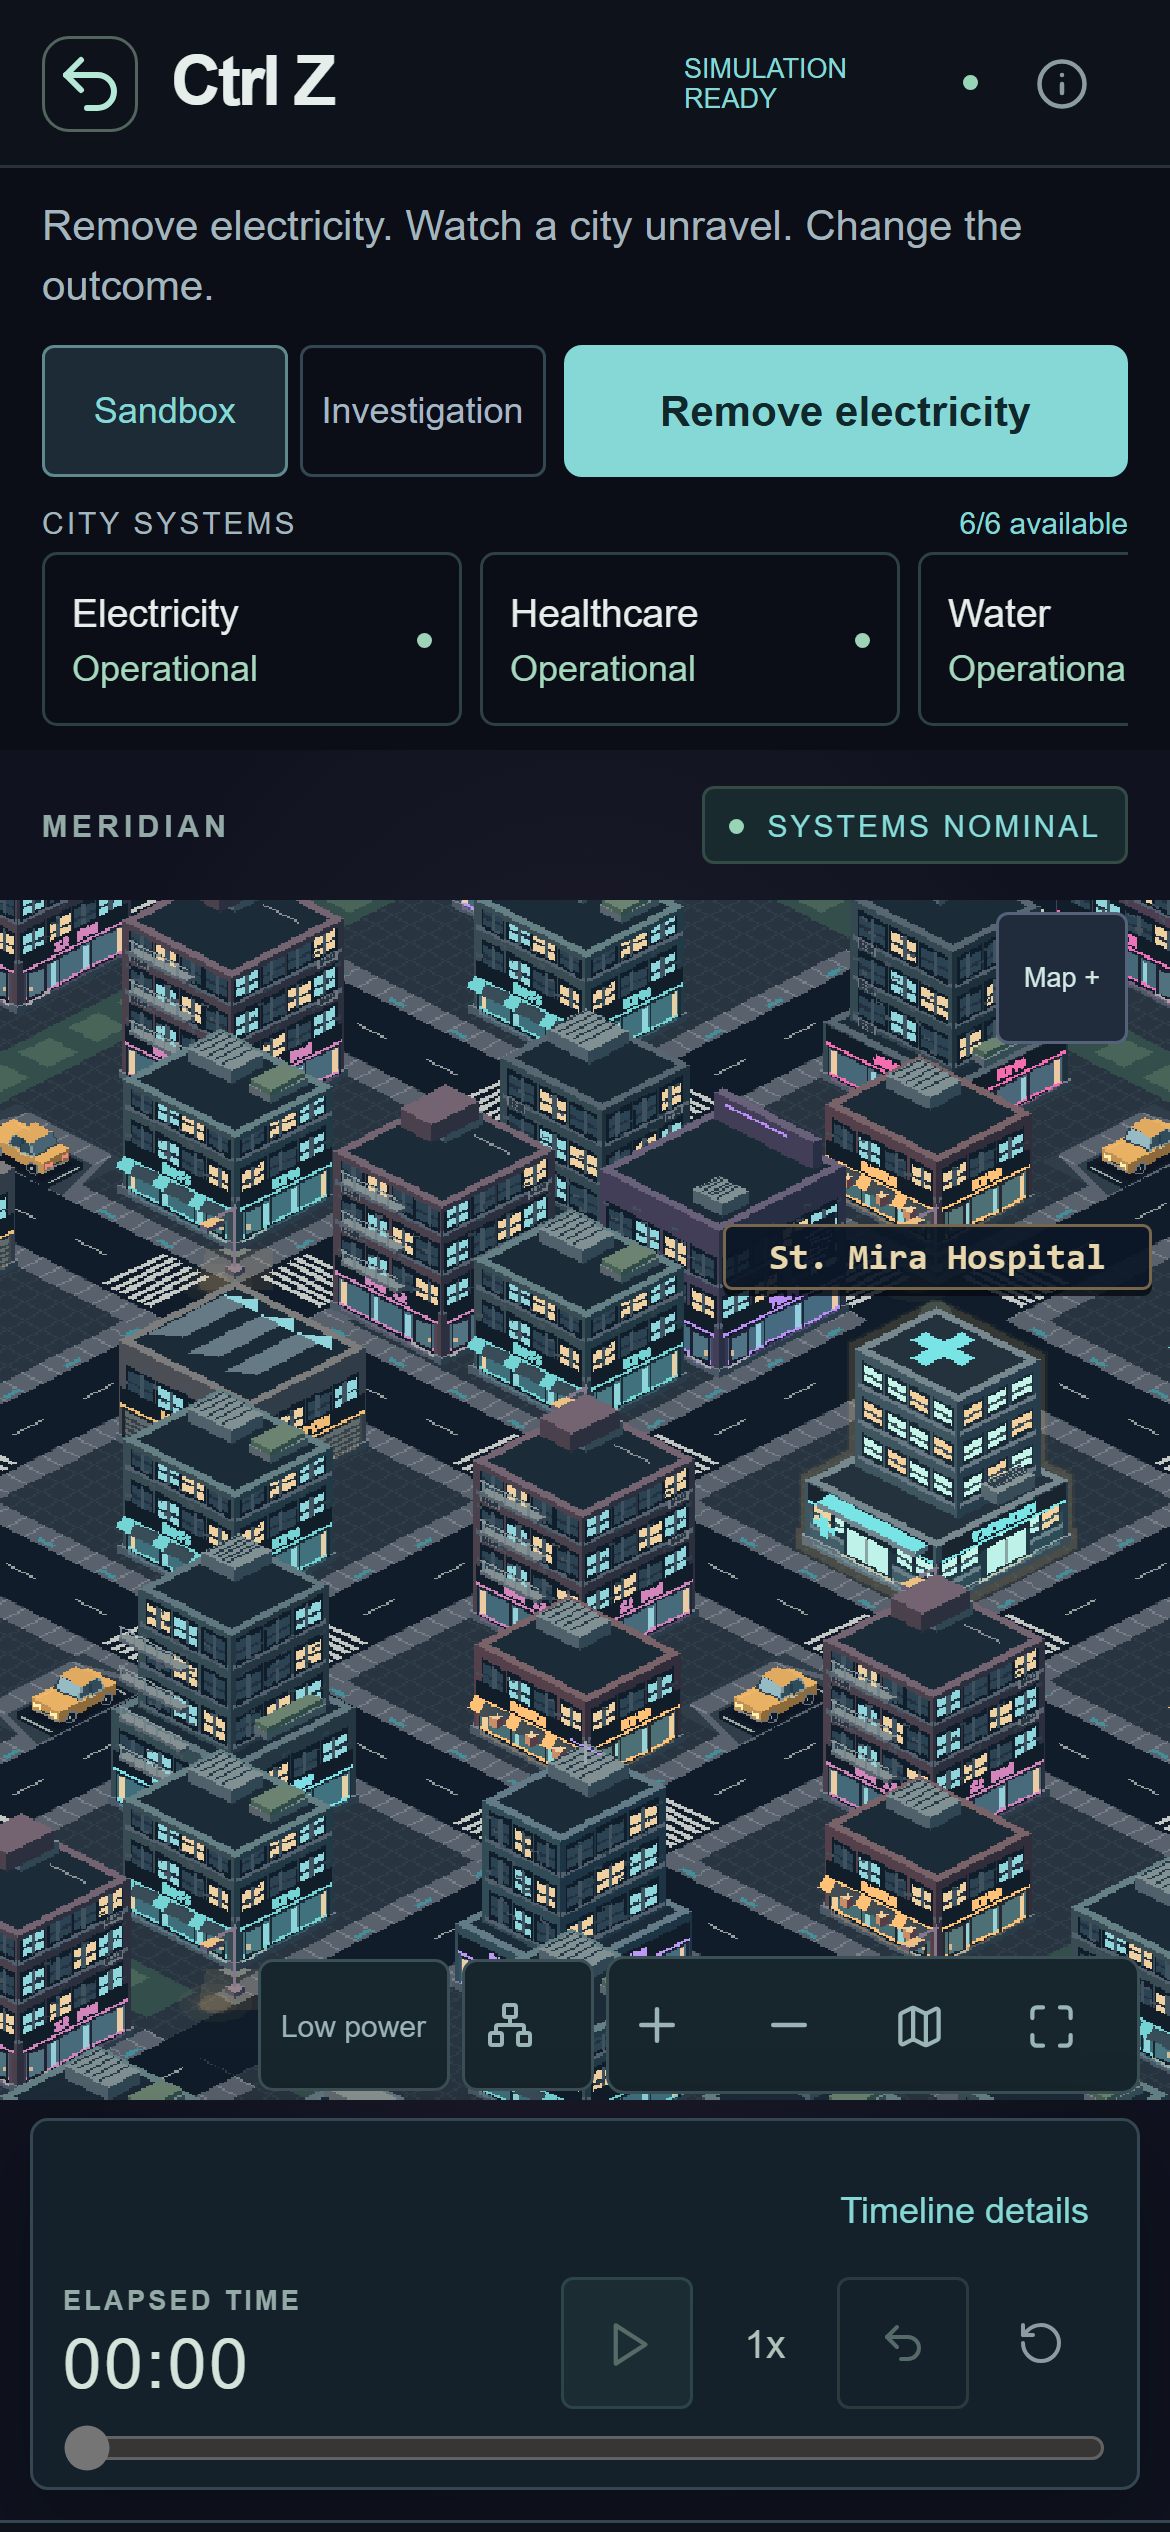 Ctrl Z
SIMULATION
READY
Remove electricity. Watch a city unravel. Change the
outcome.
Sandbox
Investigation
Remove electricity
CITY SYSTEMS
6/6 available
Electricity
Operational
Healthcare
Operational
Water
Operationa
MERIDIAN
SYSTEMS NOMINAL
Map +
St. Mira Hospital
Low power
Timeline details
ELAPSED TIME
00:00
1x